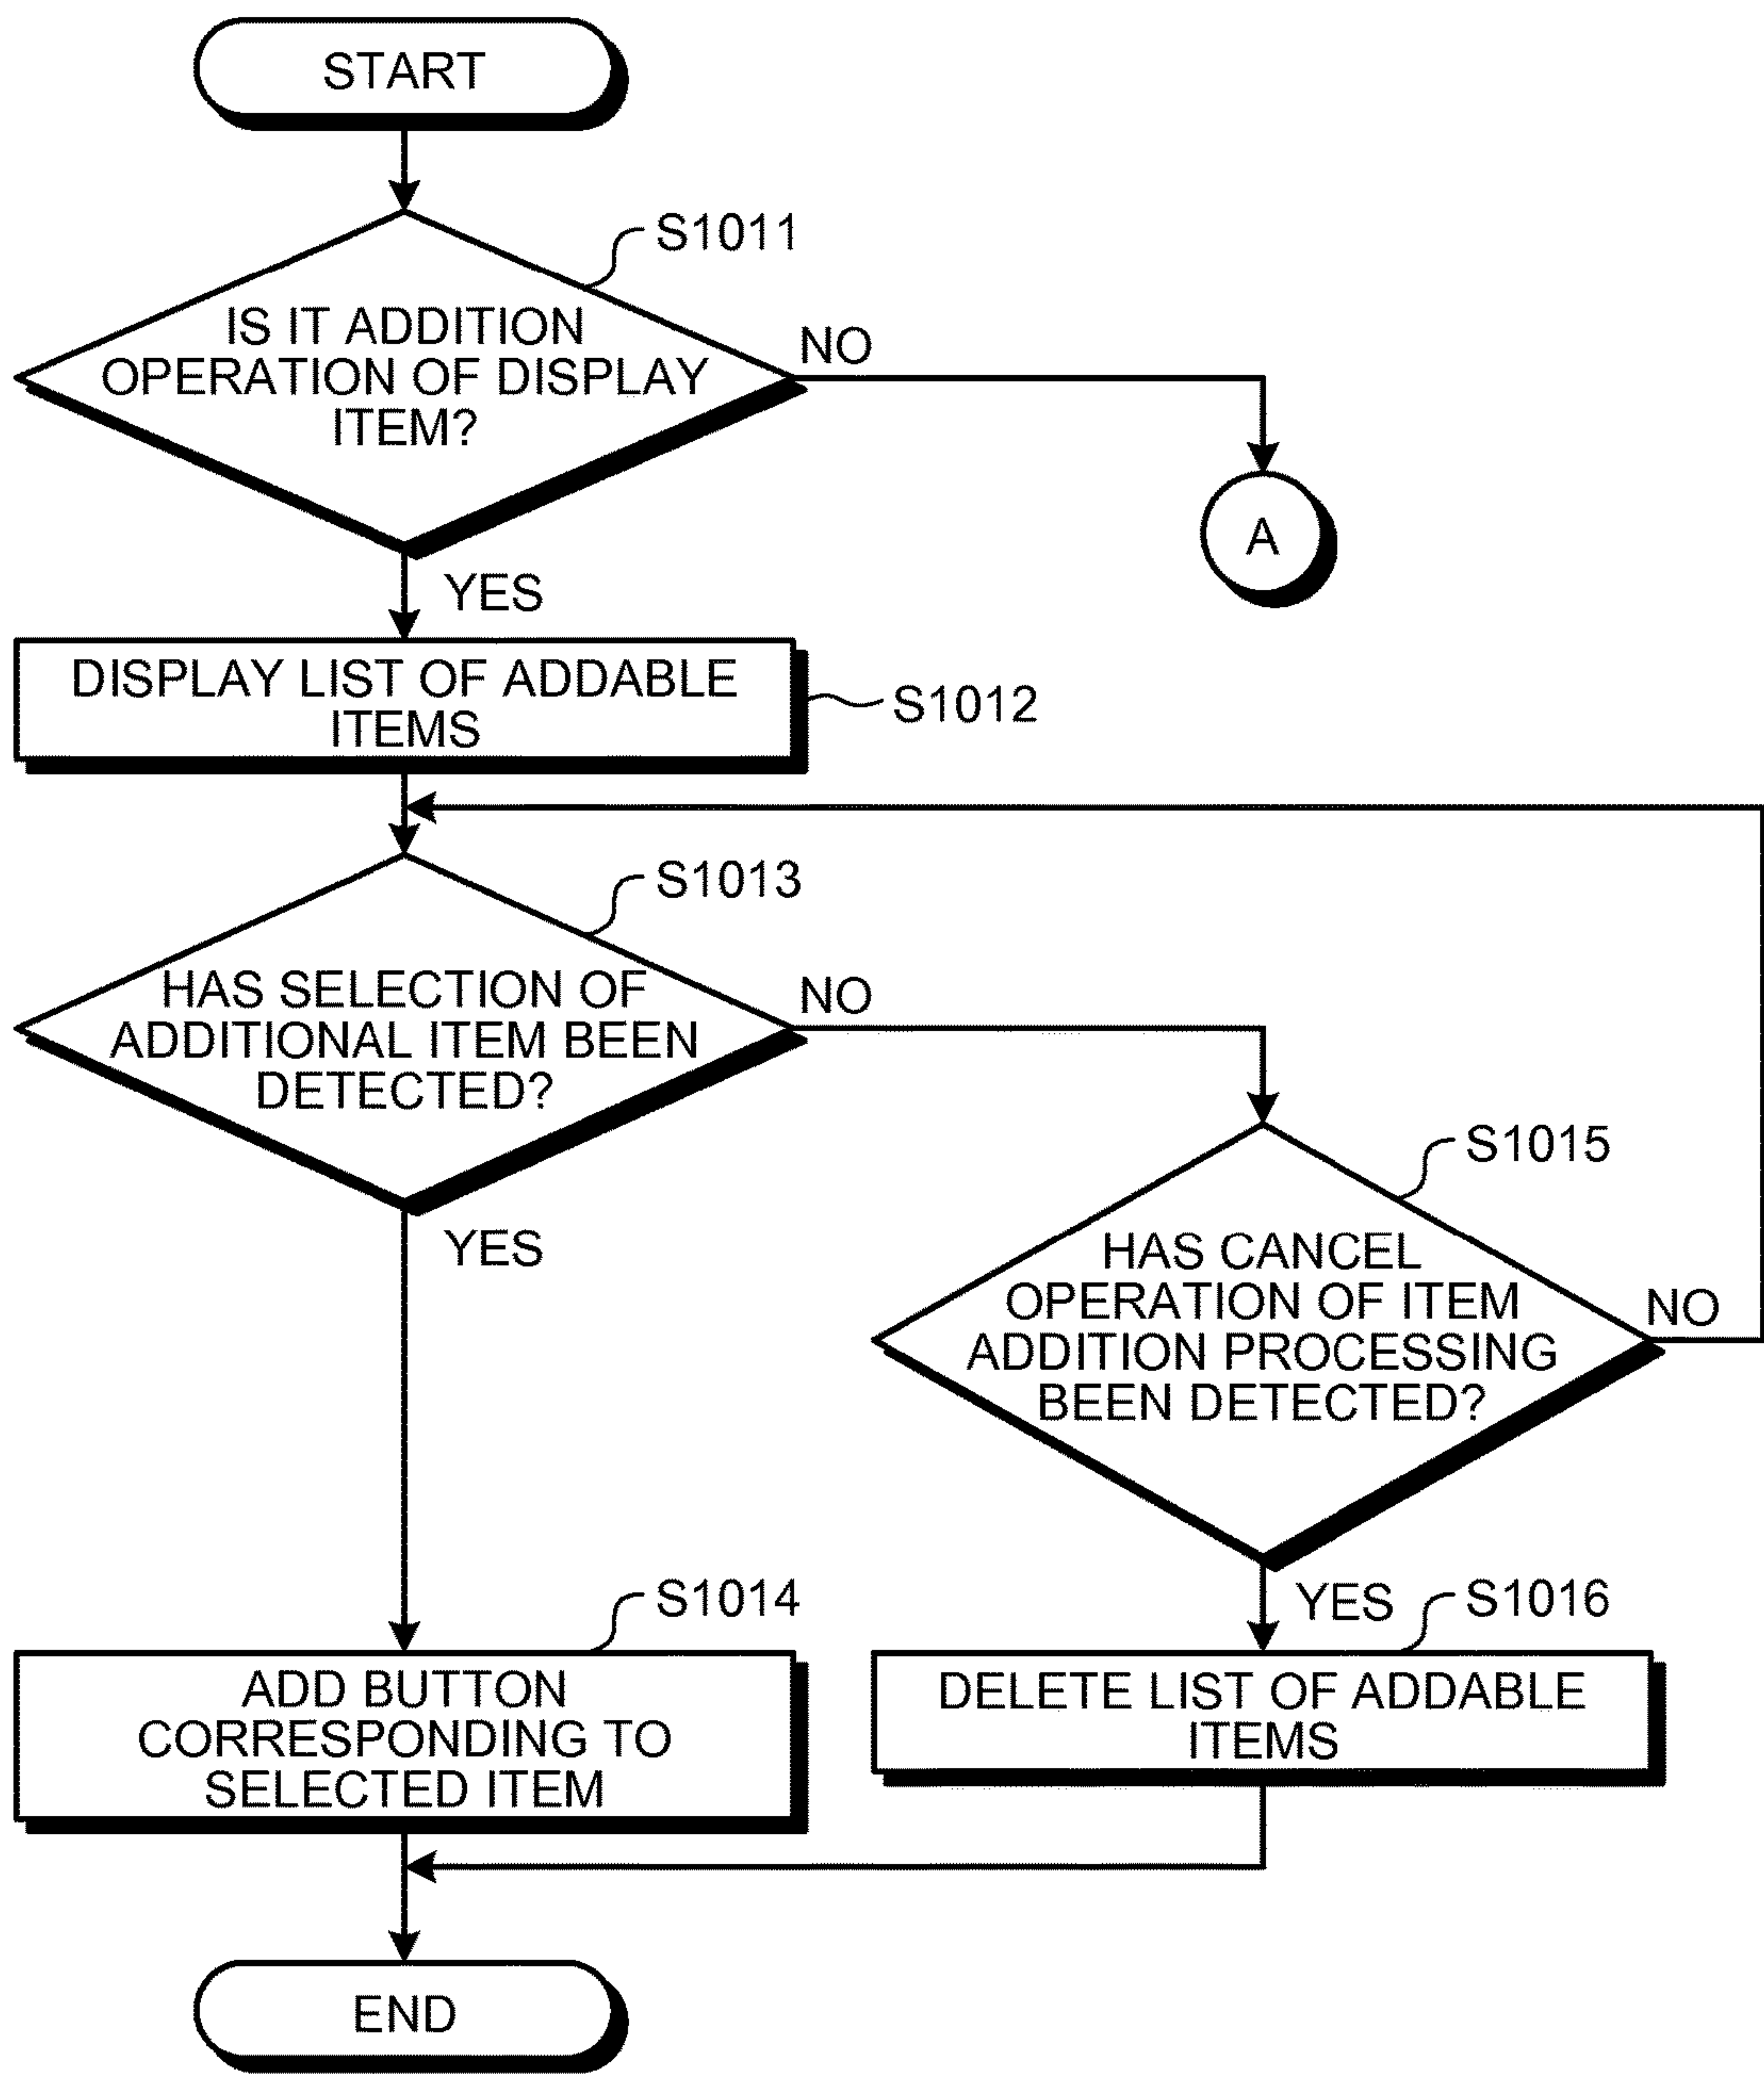 START
S1011
IS IT ADDITION
OPERATION OF DISPLAY
ITEM?
NO
A
YES
DISPLAY LIST OF ADDABLE
ITEMS
S1012
S1013
HAS SELECTION OF
ADDITIONAL ITEM BEEN
DETECTED?
NO
YES
S1015
HAS CANCEL
OPERATION OF ITEM
ADDITION PROCESSING
BEEN DETECTED?
NO
YES
S1014
ADD BUTTON
CORRESPONDING TO
SELECTED ITEM
S1016
DELETE LIST OF ADDABLE
ITEMS
END